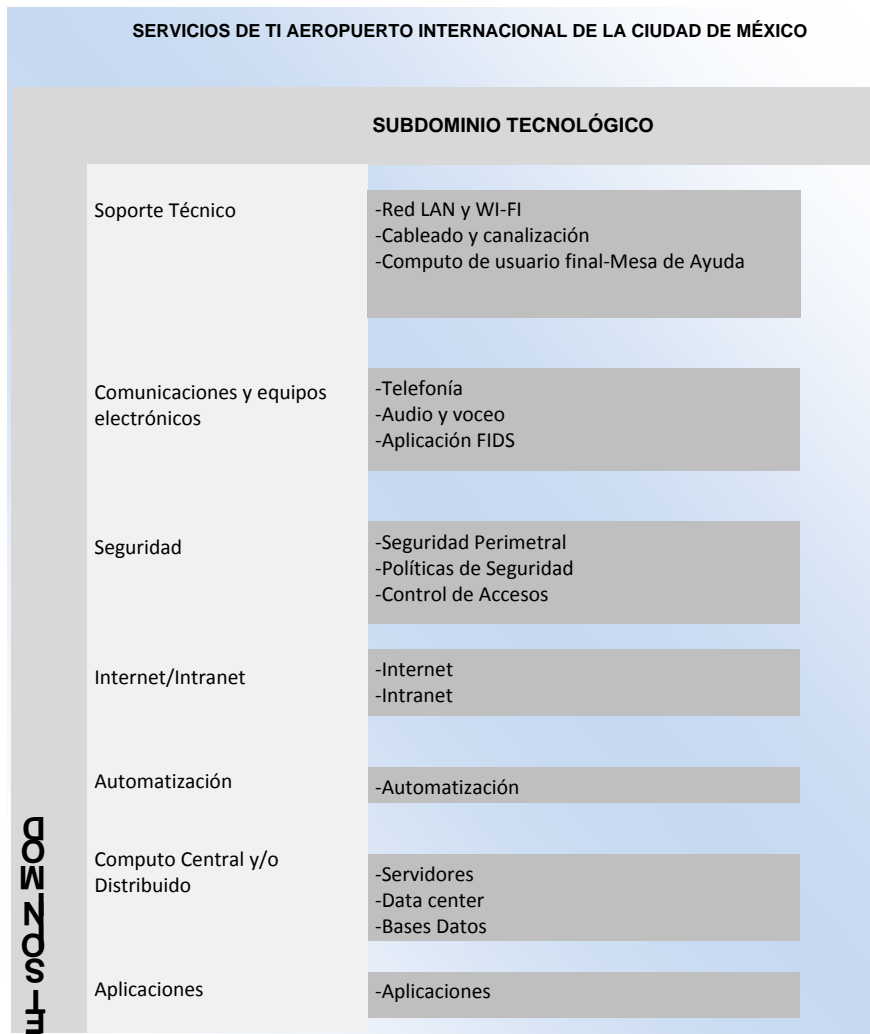 SERVICIOS DE TI AEROPUERTO INTERNACIONAL DE LA CIUDAD DE MÉXICO
SUBDOMINIO TECNOLÓGICO
Soporte Técnico
-Red LAN y WI-FI
-Cableado y canalización
-Computo de usuario final-Mesa de Ayuda
Comunicaciones y equipos
electrónicos
-Telefonía
-Audio y voceo
-Aplicación FIDS
Seguridad
-Seguridad Perimetral
-Políticas de Seguridad
-Control de Accesos
Internet/Intranet
-Internet
-Intranet
Automatización
-Automatización
Computo Central y/o
Distribuido
-Servidores
-Data center
-Bases Datos
Aplicaciones
-Aplicaciones